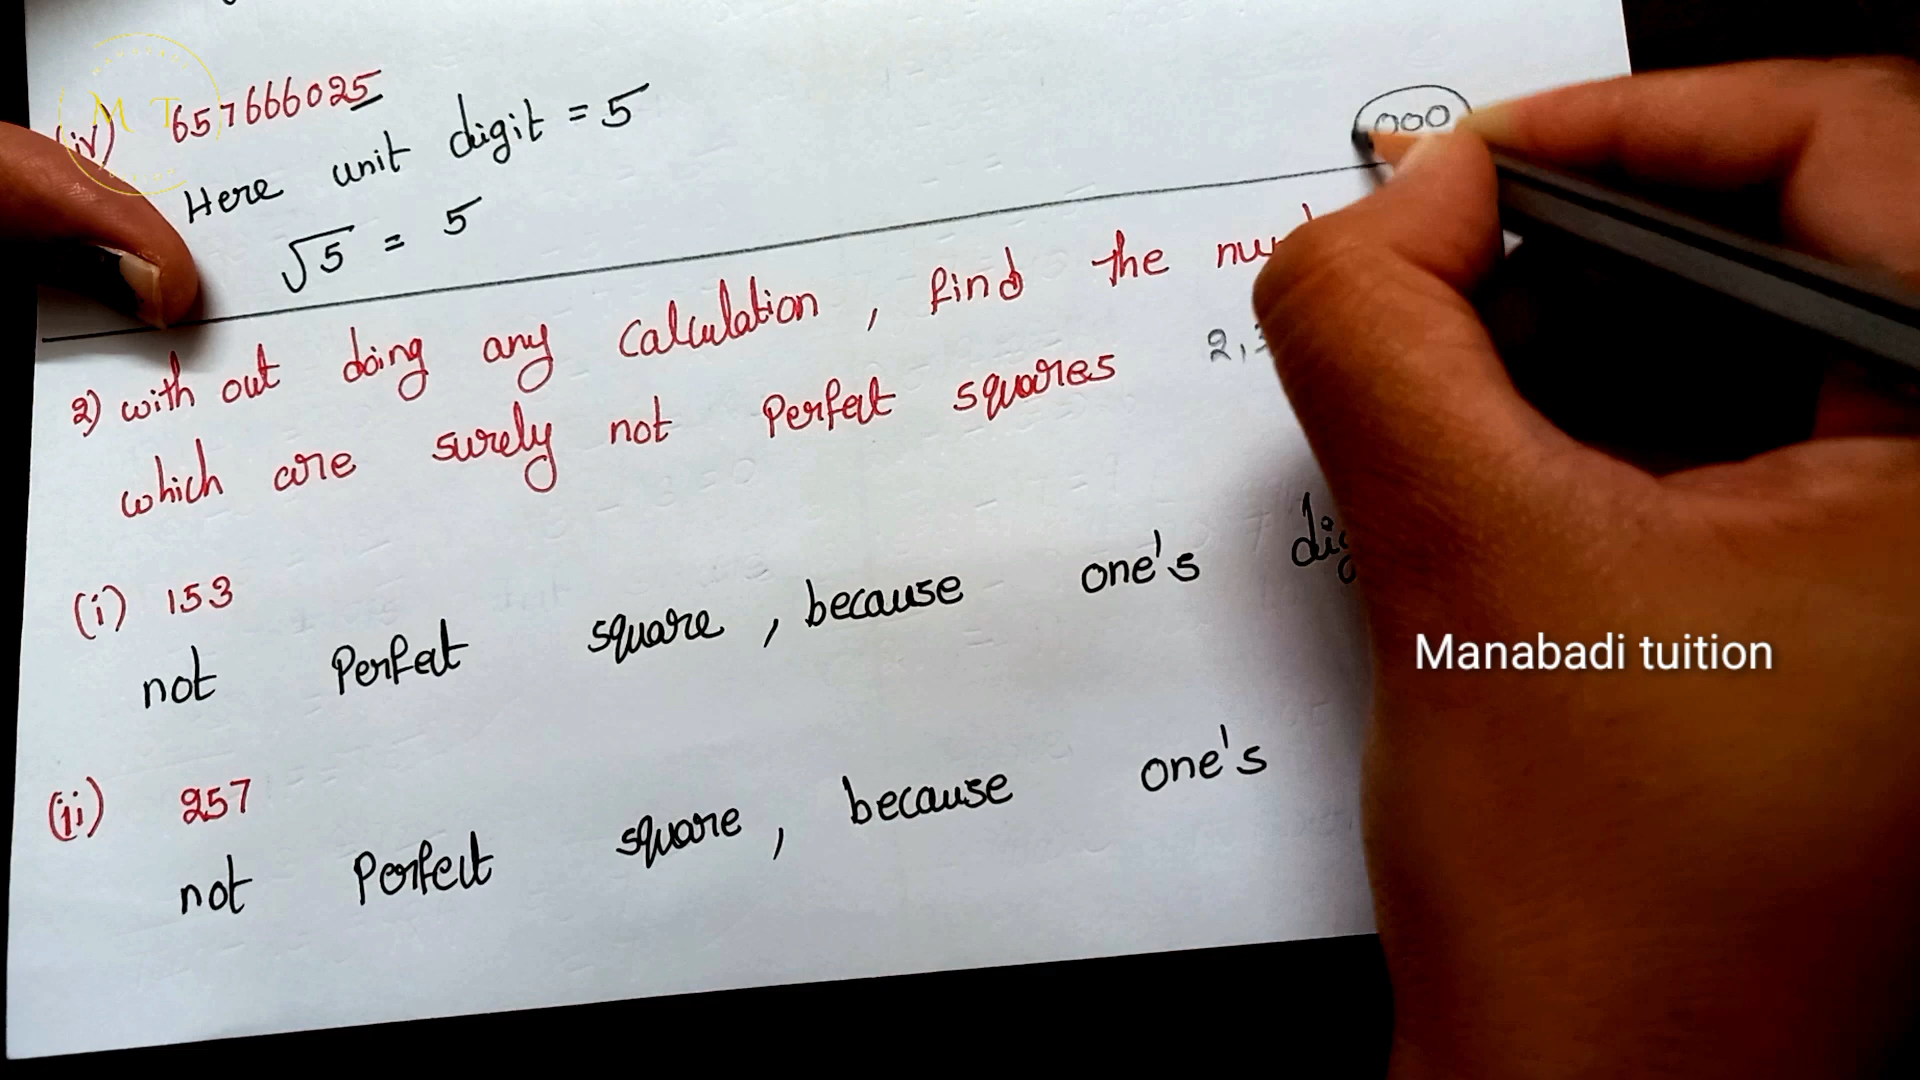 (iv) 657666025
Here unit digit = 5
√5 = 5
000
2) with out doing any calculation, find the
which are surely not Perfect squares 2,
(i) 153
not Perfect square, because one's
(ii) 257
not Perfect square, because one's
M T
Manabadi tuition